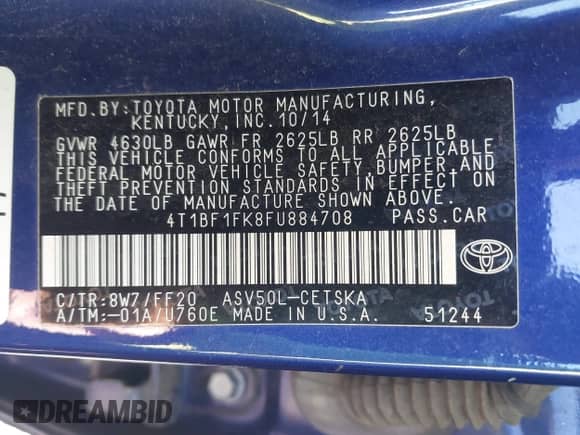 MFD.BY:TOYOTA MOTOR MANUFACTURING,
KENTUCKY, INC. 10/14
GVWR 4630LB GAWR FR 2625LB RR 2625LB
THIS VEHICLE CONFORMS TO ALL APPLICABLE
FEDERAL MOTOR VEHICLE SAFETY, BUMPER, AND
THEFT PREVENTION STANDARDS IN EFFECT ON
THE DATE OF MANUFACTURE SHOWN ABOVE.
4T1BF1FK8FU884708 PASS.CAR
C/TR:8W7/FF20 ASV50L-CETSKA
A/TM:-01A/U760E MADE IN U.S.A. 51244
DREAMBID